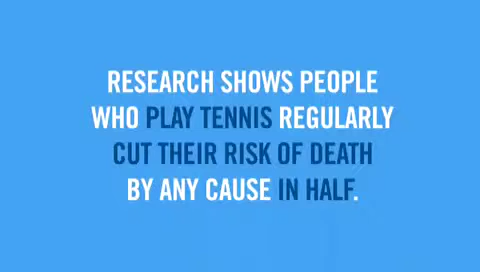 RESEARCH SHOWS PEOPLE
WHO PLAY TENNIS REGULARLY
CUT THEIR RISK OF DEATH
BY ANY CAUSE IN HALF.